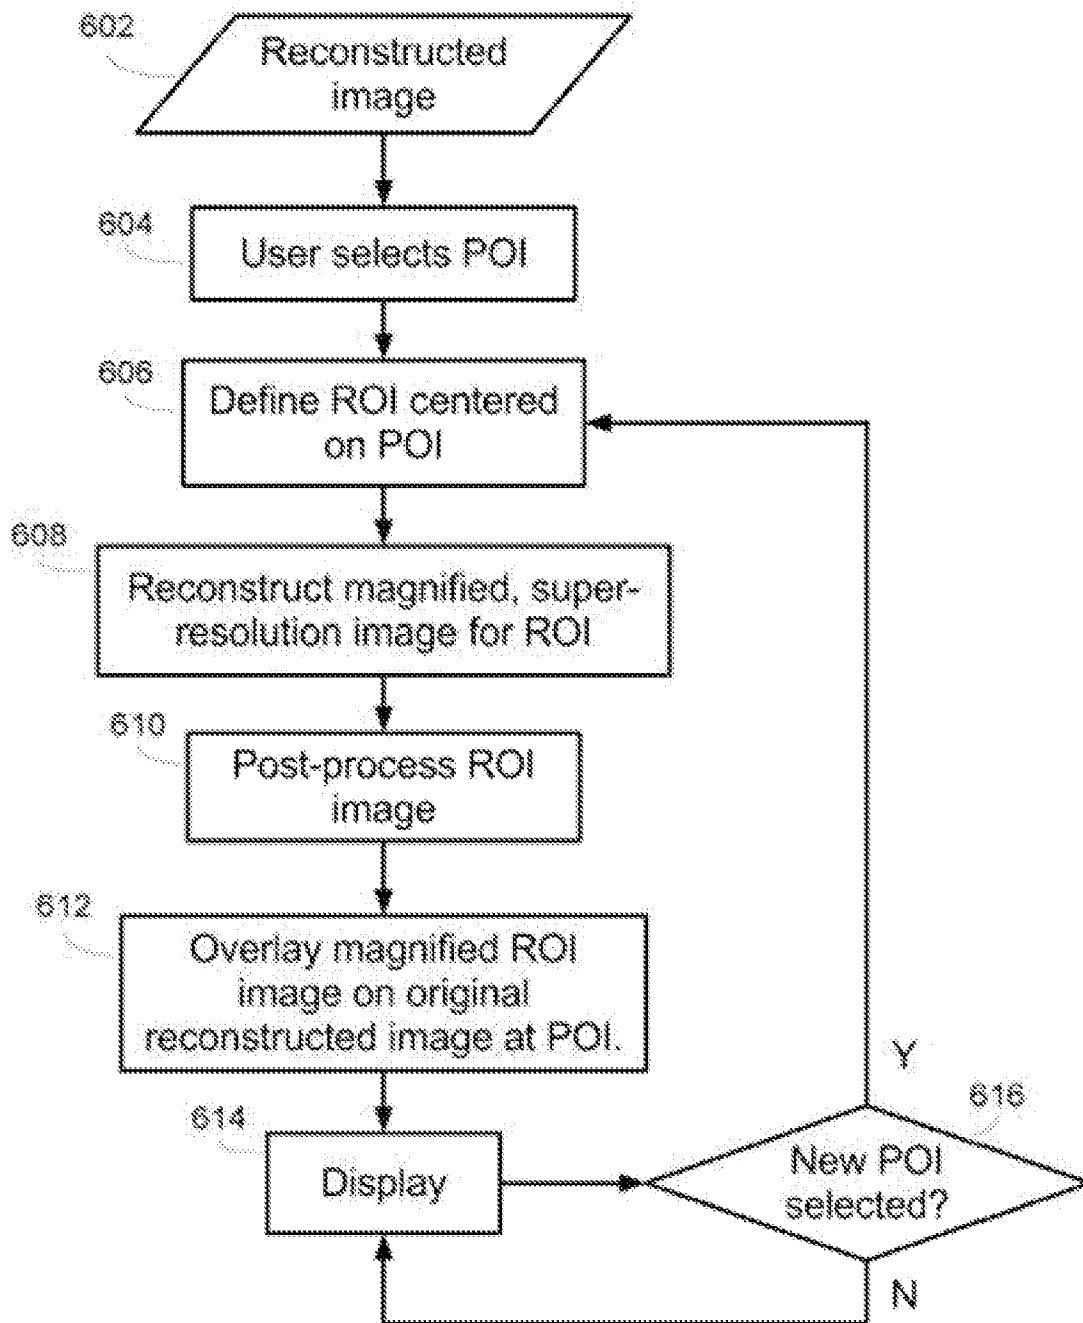 602
Reconstructed
image
604
User selects POI
606
Define ROI centered
on POI
608
Reconstruct magnified, super-
resolution image for ROI
610
Post-process ROI
image
612
Overlay magnified ROI
image on original
reconstructed image at POI.
Y
614
616
Display
New POI
selected?
N